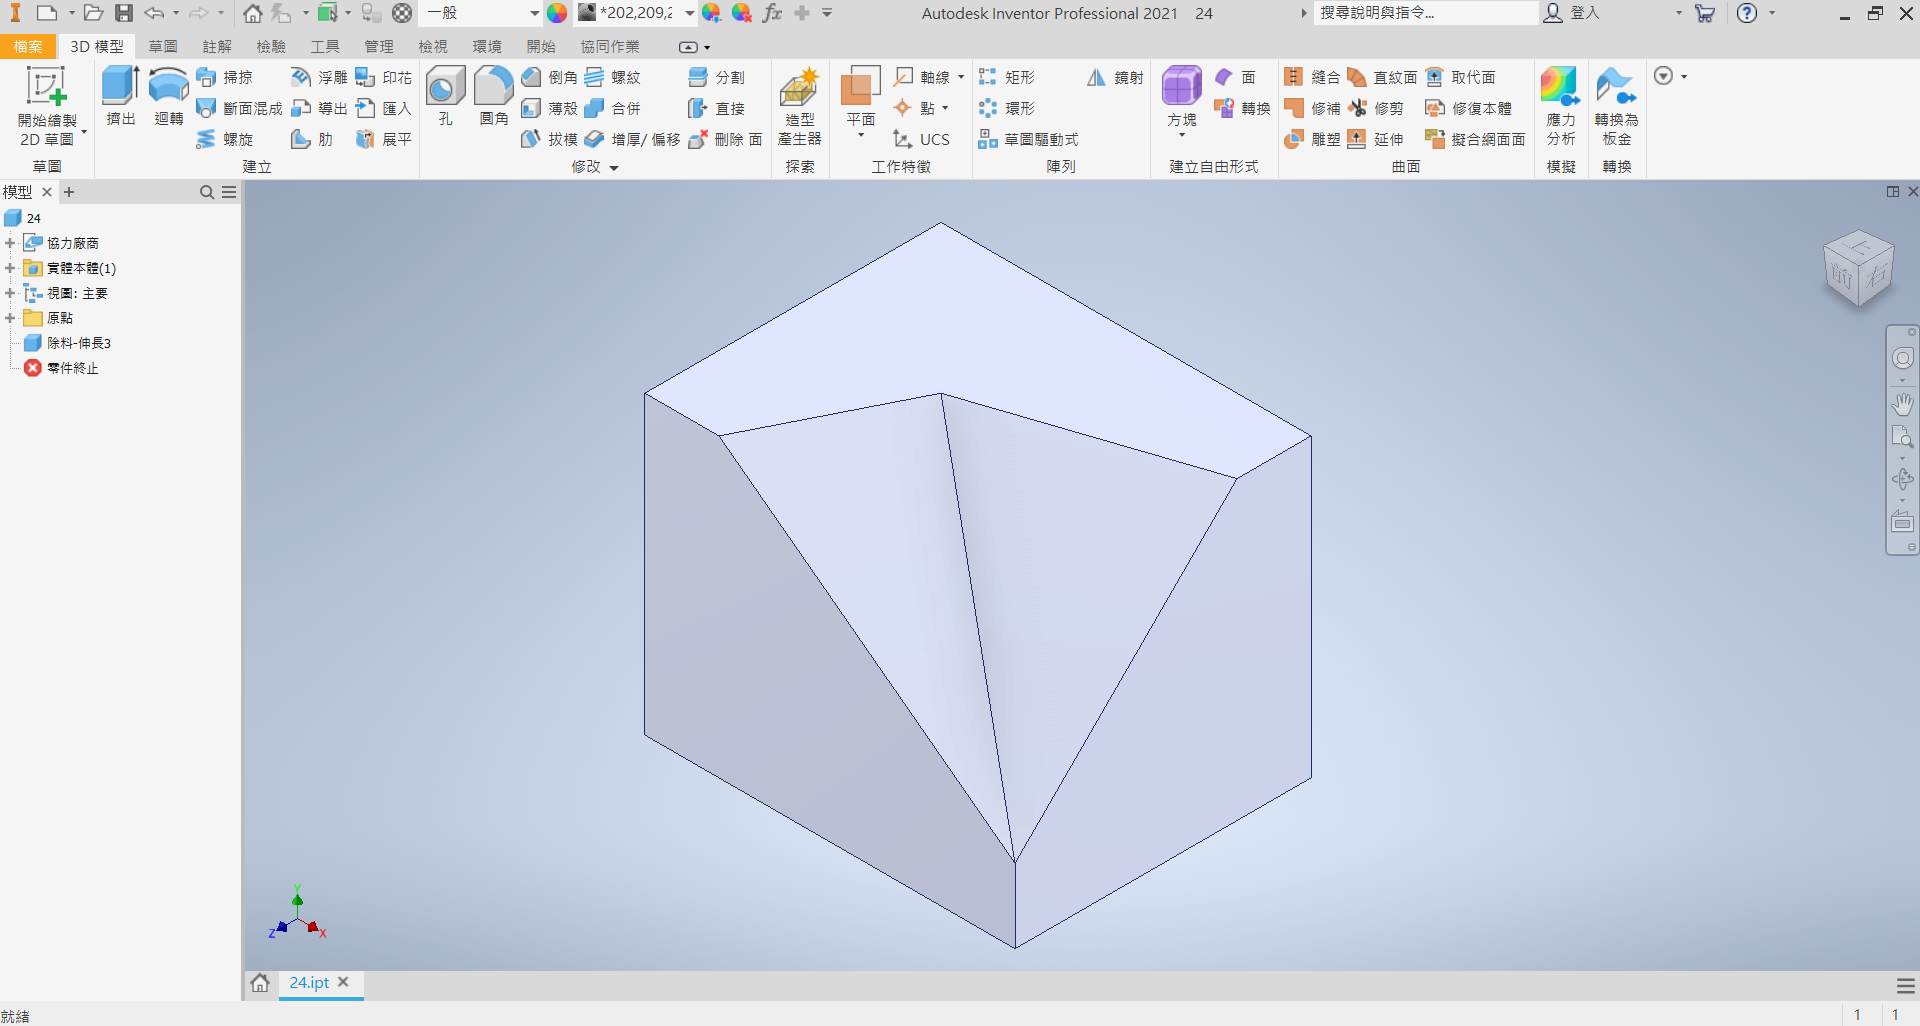 一般
*202,209,2
fx
Autodesk Inventor Professional 2021 24
搜尋說明與指令...
登入
檔案 3D 模型 草圖 註解 檢驗 工具 管理 檢視 環境 開始 協同作業
開始繪製
2D 草圖
草圖
擠出
迴轉
掃掠
斷面混成
螺旋
浮雕
導出
肋
印花
匯入
展平
建立
孔
圓角
倒角
薄殼
拔模
螺紋
合併
增厚/ 偏移
分割
直接
刪除 面
修改
造型
產生器
探索
平面
軸線
點
UCS
工作特徵
矩形
環形
草圖驅動式
鏡射
陣列
方塊
面
轉換
建立自由形式
縫合
修補
雕塑
直紋面
修剪
延伸
取代面
修復本體
擬合網面面
曲面
應力
分析
模擬
轉換為
板金
轉換
模型
24
協力廠商
實體本體(1)
視圖: 主要
原點
除料-伸長3
零件終止
上
前
右
Y
Z
X
24.ipt
就緒
1 1